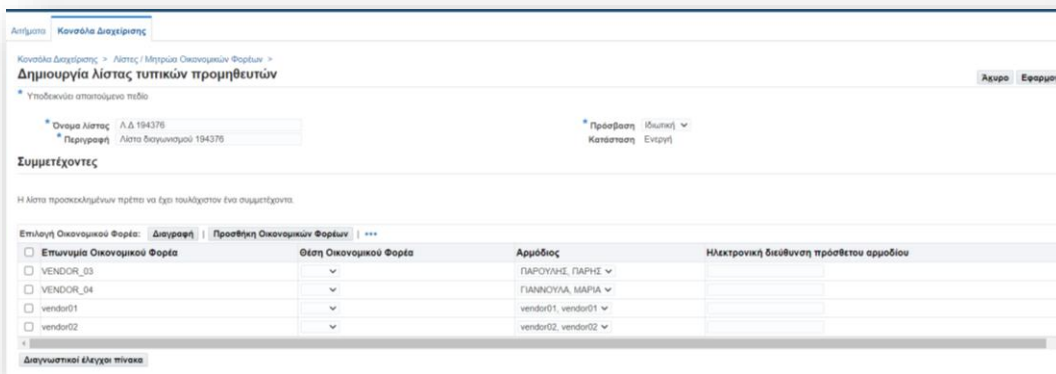 Αιτήματα Κονσόλα Διαχείρισης
Κονσόλα Διαχείρισης > Λίστες / Μητρώα Οικονομικών Φορέων >
Δημιουργία λίστας τυπικών προμηθευτών
Άκυρο Εφαρμογ
* Υποδεικνύει απαιτούμενο πεδίο
* Όνομα λίστας Λ.Δ 194376 * Πρόσβαση Ιδιωτική
* Περιγραφή Λίστα διαγωνισμού 194376 Κατάσταση Ενεργή
Συμμετέχοντες
Η λίστα προσκεκλημένων πρέπει να έχει τουλάχιστον ένα συμμετέχοντα.
Επιλογή Οικονομικού Φορέα: Διαγραφή | Προσθήκη Οικονομικών Φορέων | •••
Επωνυμία Οικονομικού Φορέα Θέση Οικονομικού Φορέα Αρμόδιος Ηλεκτρονική διεύθυνση πρόσθετου αρμοδίου
VENDOR_03 ΠΑΡΟΥΛΗΣ, ΠΑΡΗΣ
VENDOR_04 ΓΙΑΝΝΟΥΛΑ, ΜΑΡΙΑ
vendor01 vendor01, vendor01
vendor02 vendor02, vendor02
Διαγνωστικοί έλεγχοι πίνακα